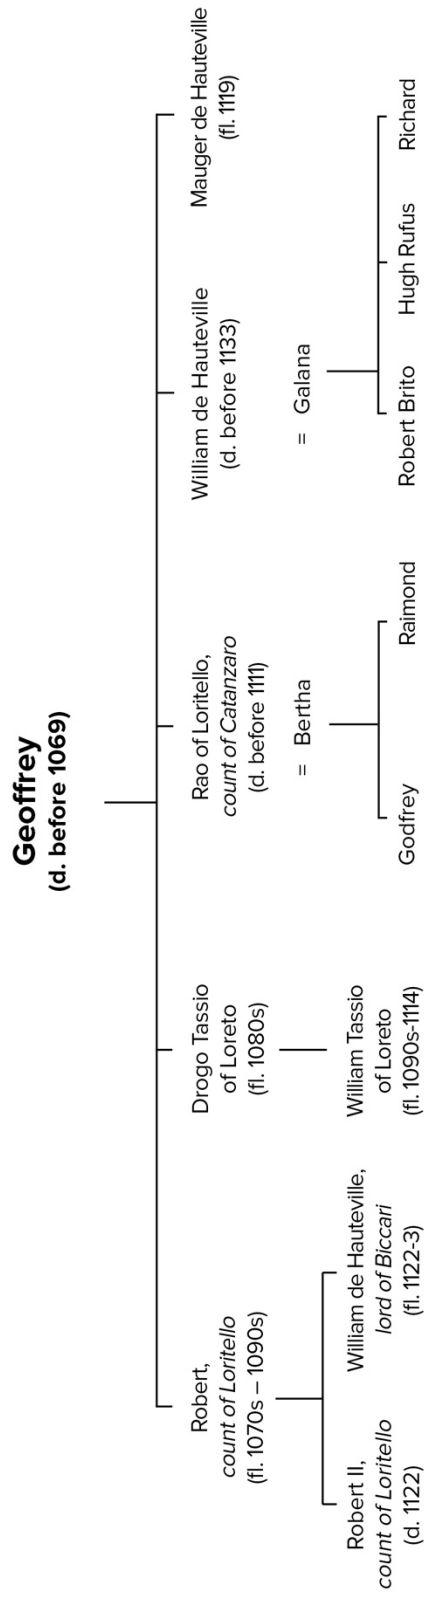 Geoffrey
(d. before 1069)
Robert,
count of Loritello
(fl. 1070s – 1090s)
Drogo Tassio
of Loreto
(fl. 1080s)
Rao of Loritello,
count of Catanzaro
(d. before 1111)
William de Hauteville
(d. before 1133)
Mauger de Hauteville
(fl. 1119)
= Bertha
= Galana
Robert II,
count of Loritello
(d. 1122)
William de Hauteville,
lord of Biccari
(fl. 1122-3)
William Tassio
of Loreto
(fl. 1090s-1114)
Godfrey
Raimond
Robert Brito
Hugh Rufus
Richard